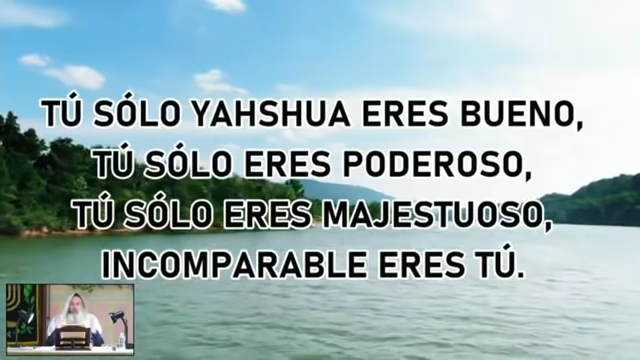 TÚ SÓLO YAHSHUA ERES BUENO,
TÚ SÓLO ERES PODEROSO,
TÚ SÓLO ERES MAJESTUOSO,
INCOMPARABLE ERES TÚ.